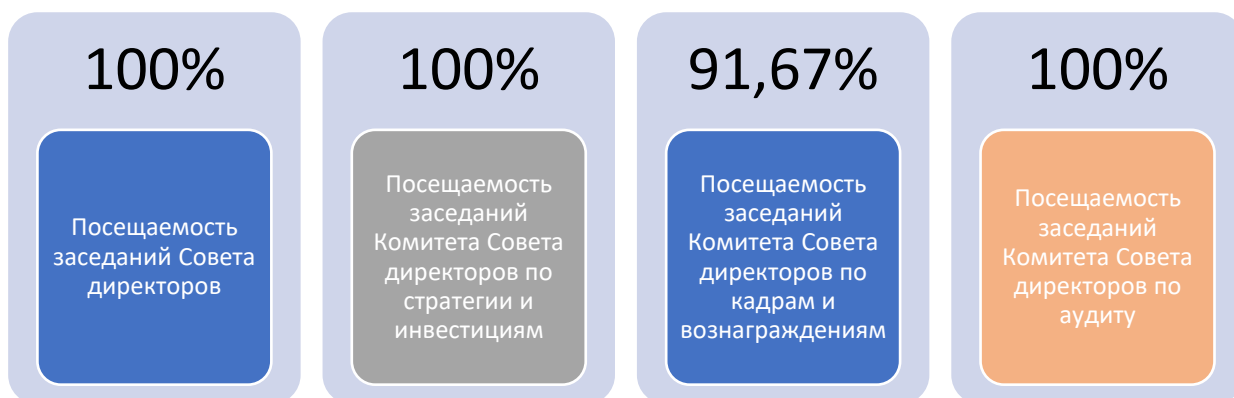 100%
Посещаемость
заседаний Совета
директоров
100%
Посещаемость
заседаний
Комитета Совета
директоров по
стратегии и
инвестициям
91,67%
Посещаемость
заседаний
Комитета Совета
директоров по
кадрам и
вознаграждениям
100%
Посещаемость
заседаний
Комитета Совета
директоров по
аудиту